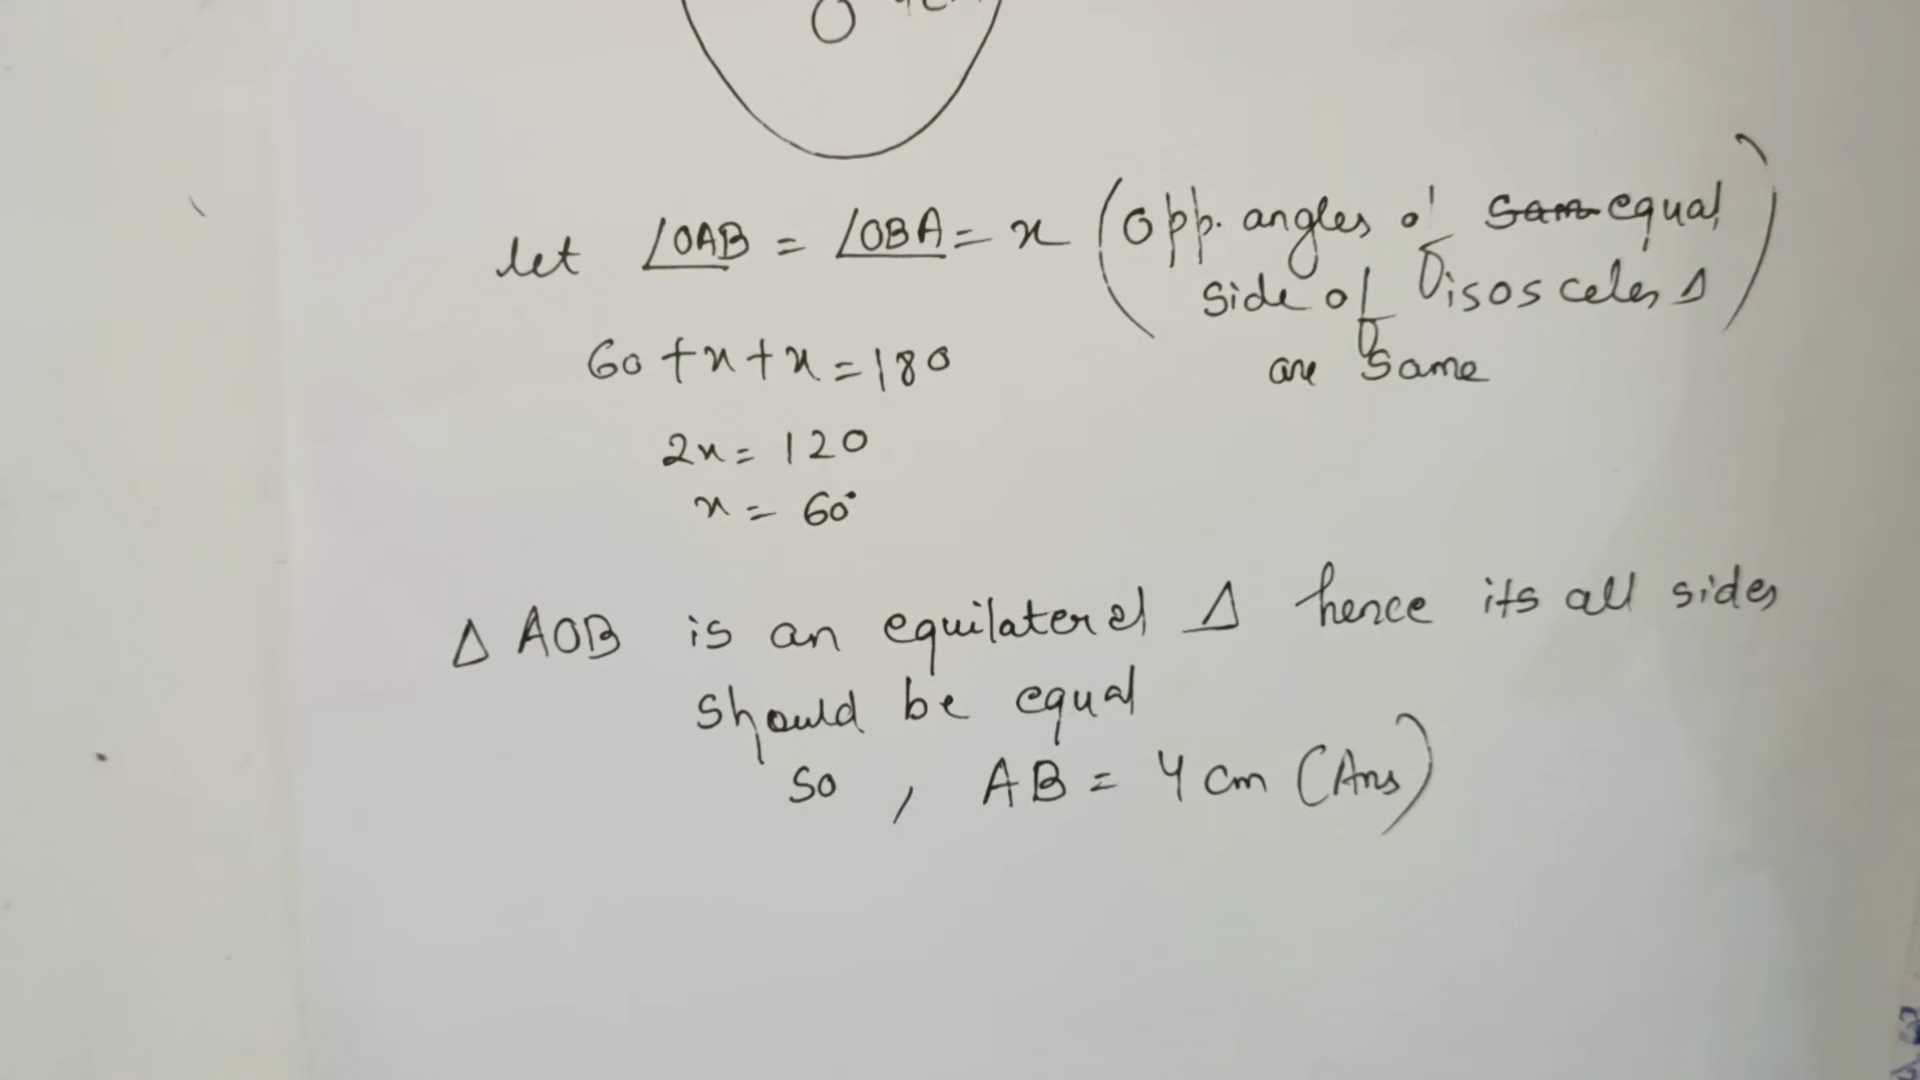 O
let ∠OAB = ∠OBA = x (opp. angles of equal
side of isosceles Δ
are same)
60 + x + x = 180
2x = 120
x = 60°
Δ AOB is an equilateral Δ hence its all sides
should be equal
so , AB = 4 cm (Ans)